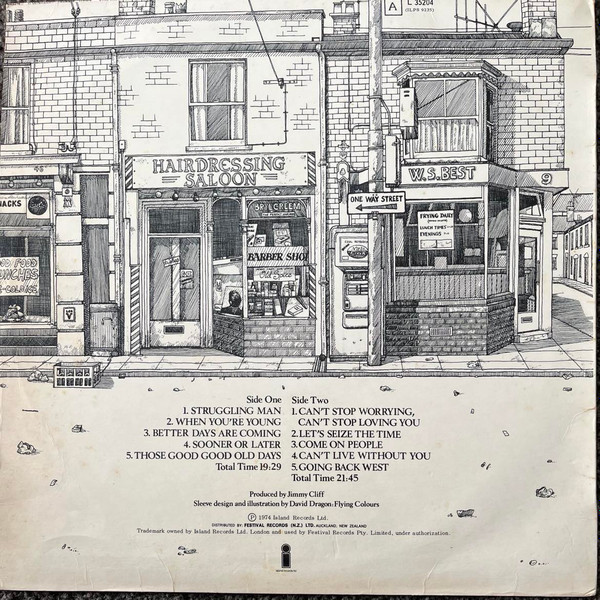 A
L 35204
(SLPS 9235)
HAIRDRESSING
SALOON
W.S.BEST
9
ONE WAY STREET
FRYING DAILY
LUNCH TIMES
EVENINGS
BRYLCREEM
BARBER SHOP
Old Spice
Side One
1. STRUGGLING MAN
2. WHEN YOU'RE YOUNG
3. BETTER DAYS ARE COMING
4. SOONER OR LATER
5. THOSE GOOD GOOD OLD DAYS
Total Time 19:29
Side Two
1. CAN'T STOP WORRYING,
CAN'T STOP LOVING YOU
2. LET'S SEIZE THE TIME
3. COME ON PEOPLE
4. CAN'T LIVE WITHOUT YOU
5. GOING BACK WEST
Total Time 21:45
Produced by Jimmy Cliff
Sleeve design and illustration by David Dragon: Flying Colours
Ⓟ 1974 Island Records Ltd.
DISTRIBUTED BY: FESTIVAL RECORDS (N.Z.) LTD. AUCKLAND, NEW ZEALAND
Trademark owned by Island Records Ltd. London and used by Festival Records Pty. Limited, under authorization.